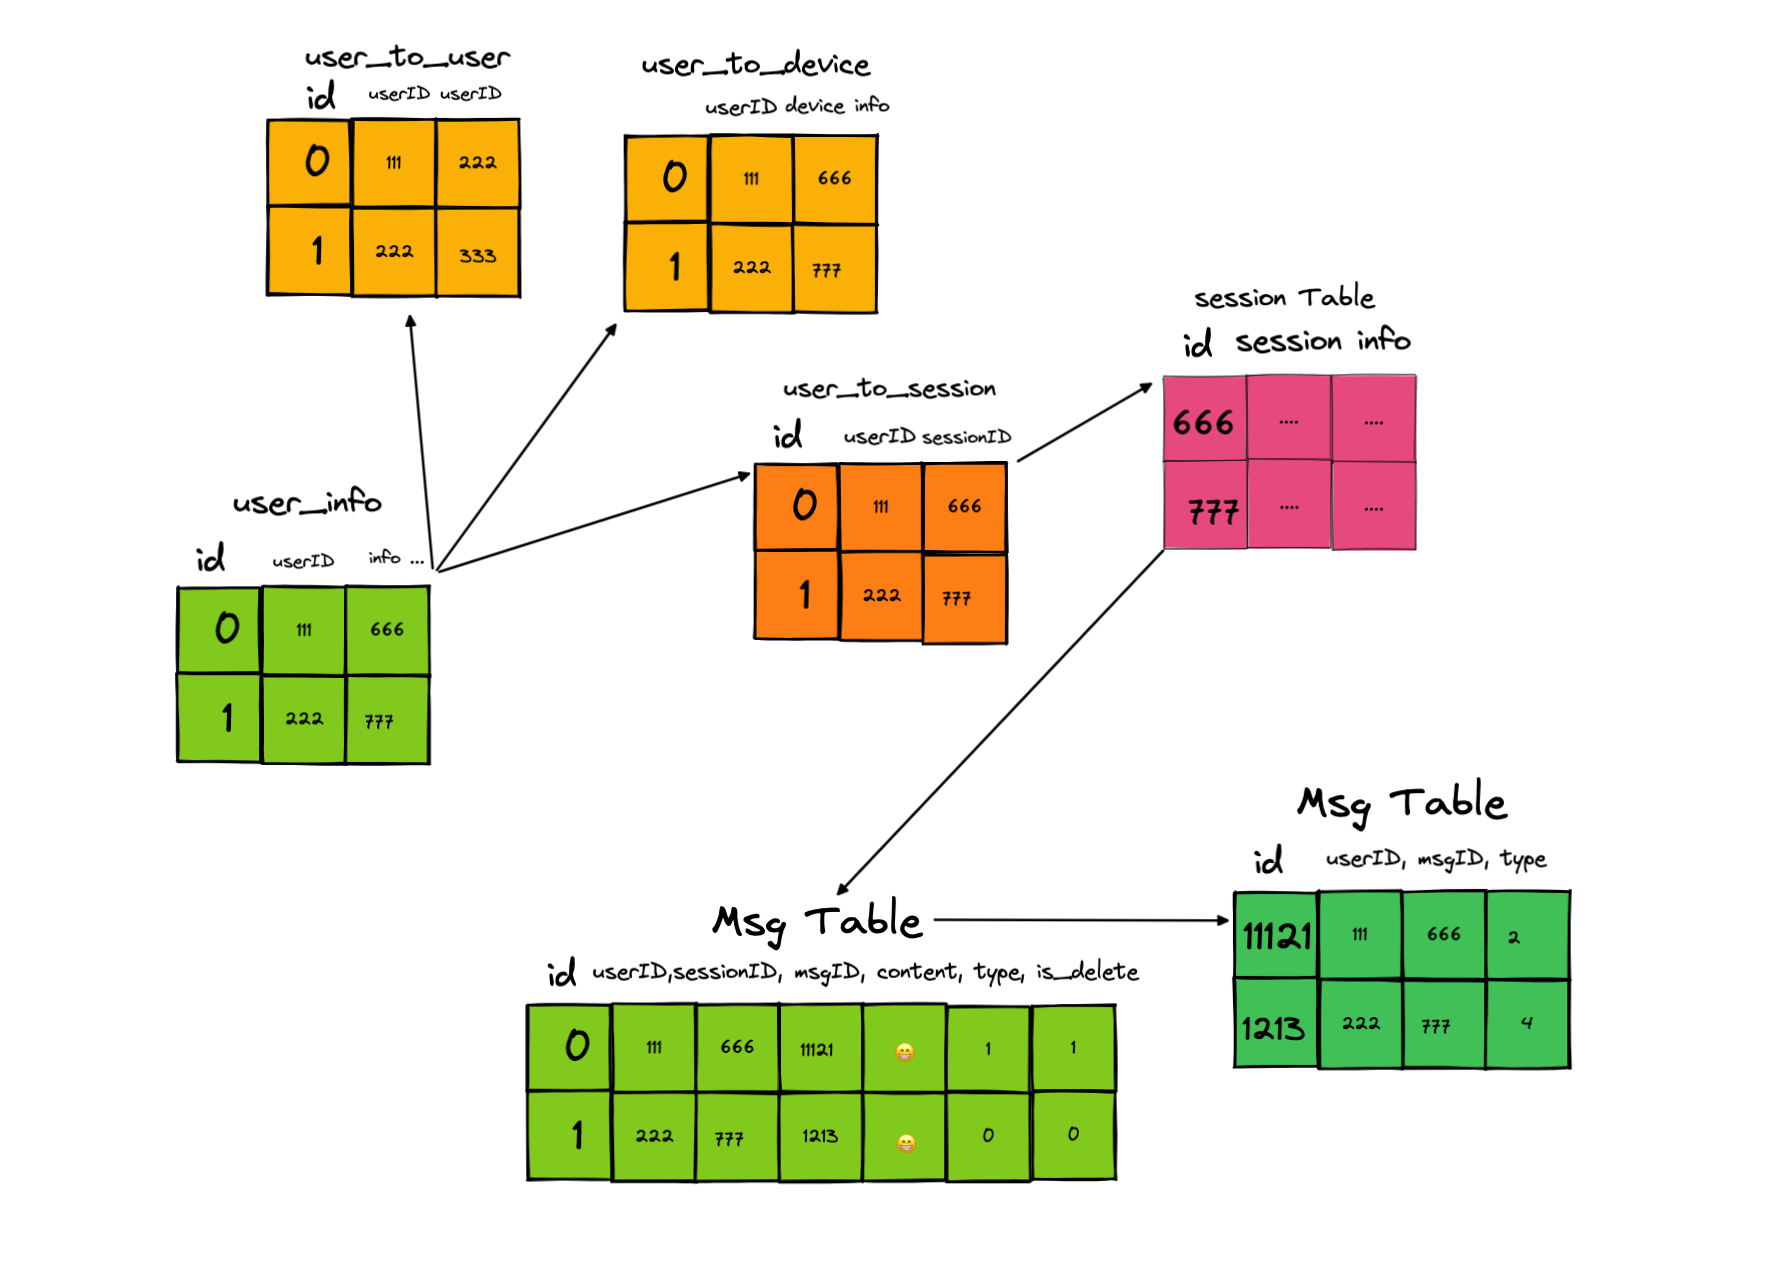 user_to_user
id userID userID
0 111 222
1 222 333
user_to_device
userID device info
0 111 666
1 222 777
session Table
id session info
666 .... ....
777 .... ....
user_to_session
id userID sessionID
0 111 666
1 222 777
user_info
id userID info ...
0 111 666
1 222 777
Msg Table
id userID, msgID, type
11121 111 666 2
1213 222 777 4
Msg Table
id userID,sessionID, msgID, content, type, is_delete
0 111 666 11121 😁 1 1
1 222 777 1213 😁 0 0